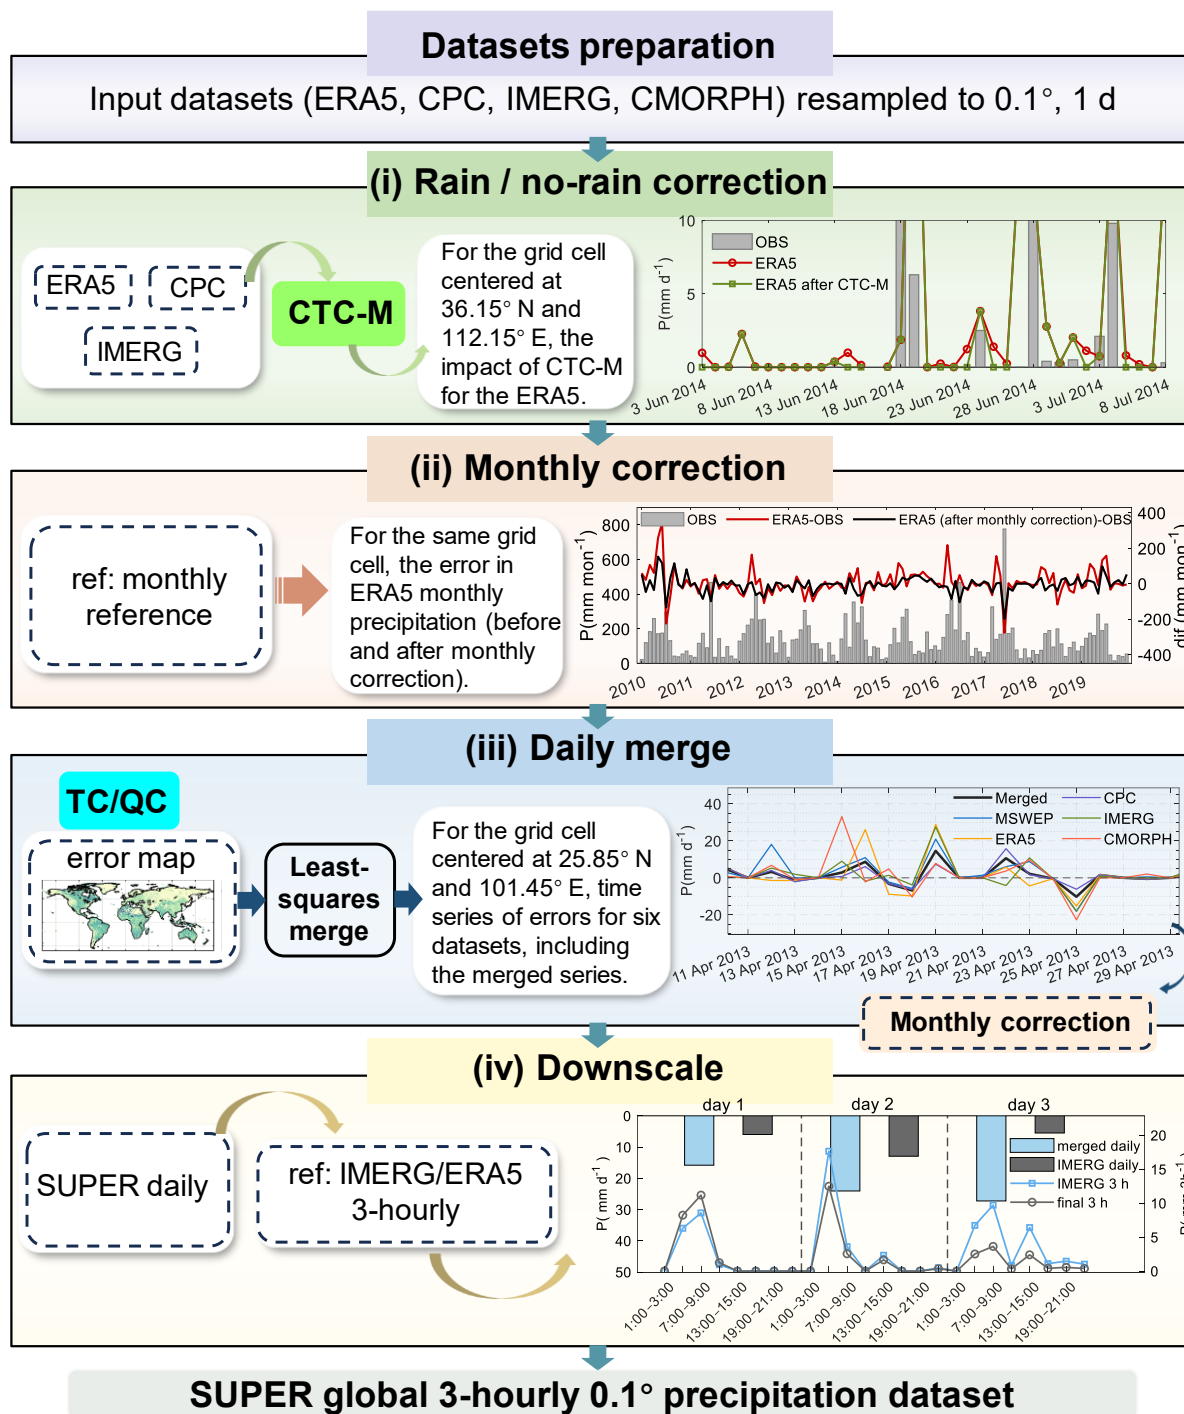 Datasets preparation
Input datasets (ERA5, CPC, IMERG, CMORPH) resampled to 0.1°, 1 d
(i) Rain / no-rain correction
ERA5
CPC
IMERG
CTC-M
For the grid cell
centered at
36.15° N and
112.15° E, the
impact of CTC-M
for the ERA5.
P(mm d⁻¹)
10
5
0
OBS
ERA5
ERA5 after CTC-M
3 Jun 2014
8 Jun 2014
13 Jun 2014
18 Jun 2014
23 Jun 2014
28 Jun 2014
3 Jul 2014
8 Jul 2014
(ii) Monthly correction
ref: monthly
reference
For the same grid
cell, the error in
ERA5 monthly
precipitation (before
and after monthly
correction).
P(mm mon⁻¹)
800
600
400
200
0
OBS
ERA5-OBS
ERA5 (after monthly correction)-OBS
400
200
0
-200
-400
dif (mm mon⁻¹)
2010
2011
2012
2013
2014
2015
2016
2017
2018
2019
(iii) Daily merge
TC/QC
error map
Least-
squares
merge
For the grid cell
centered at 25.85° N
and 101.45° E, time
series of errors for six
datasets, including
the merged series.
P(mm d⁻¹)
40
20
0
-20
Merged
MSWEP
ERA5
CPC
IMERG
CMORPH
11 Apr 2013
13 Apr 2013
15 Apr 2013
17 Apr 2013
19 Apr 2013
21 Apr 2013
23 Apr 2013
25 Apr 2013
27 Apr 2013
29 Apr 2013
Monthly correction
(iv) Downscale
SUPER daily
ref: IMERG/ERA5
3-hourly
day 1
day 2
day 3
P( mm d⁻¹)
0
10
20
30
40
50
merged daily
IMERG daily
IMERG 3 h
final 3 h
20
15
10
5
0
1:00~3:00
7:00~9:00
13:00~15:00
19:00~21:00
1:00~3:00
7:00~9:00
13:00~15:00
19:00~21:00
1:00~3:00
7:00~9:00
13:00~15:00
19:00~21:00
SUPER global 3-hourly 0.1° precipitation dataset